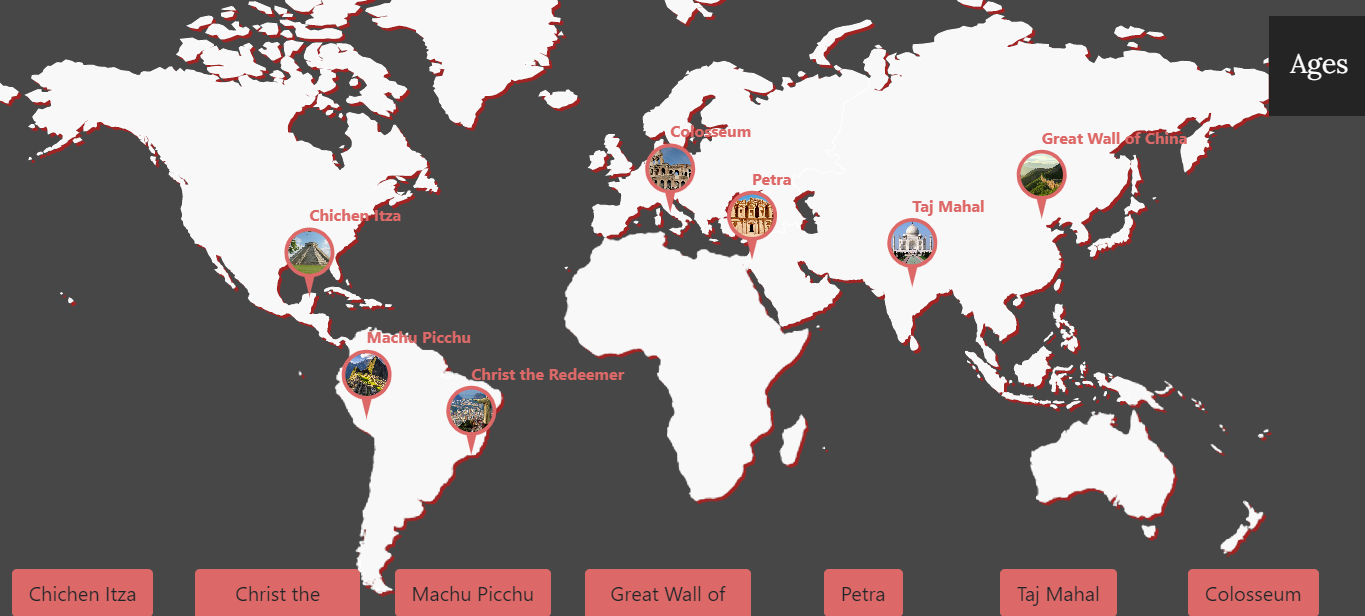 Ages
Colosseum
Great Wall of China
Petra
Taj Mahal
Chichen Itza
Machu Picchu
Christ the Redeemer
Chichen Itza
Christ the
Machu Picchu
Great Wall of
Petra
Taj Mahal
Colosseum